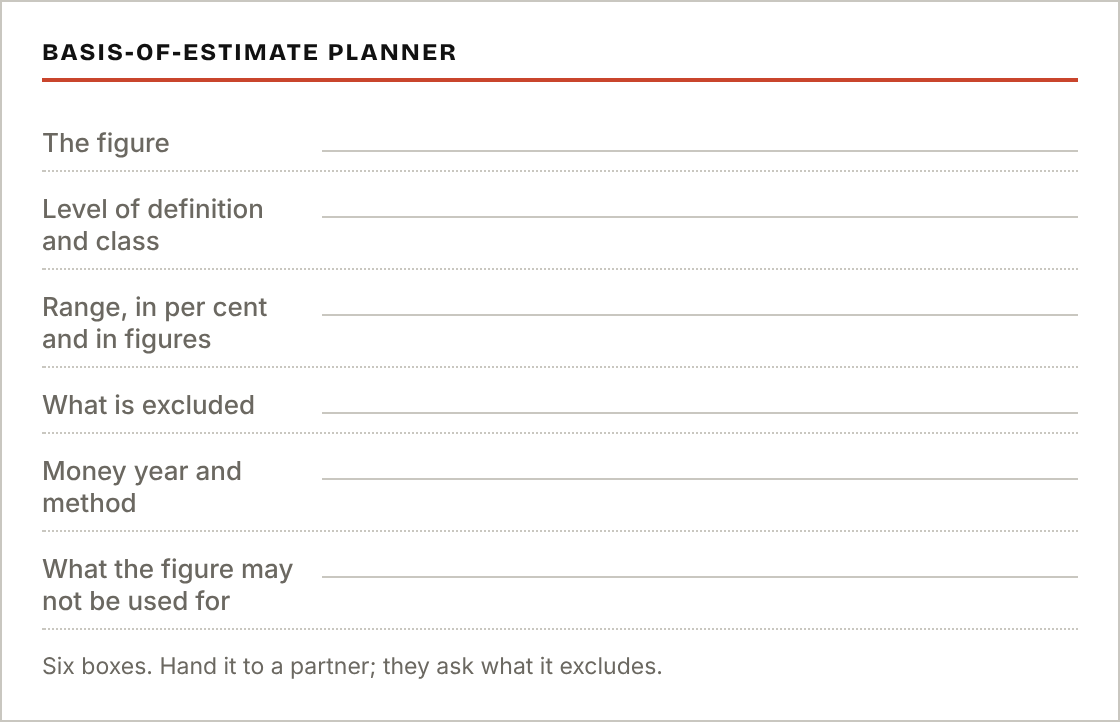 BASIS-OF-ESTIMATE PLANNER
The figure
Level of definition
and class
Range, in per cent
and in figures
What is excluded
Money year and
method
What the figure may
not be used for
Six boxes. Hand it to a partner; they ask what it excludes.